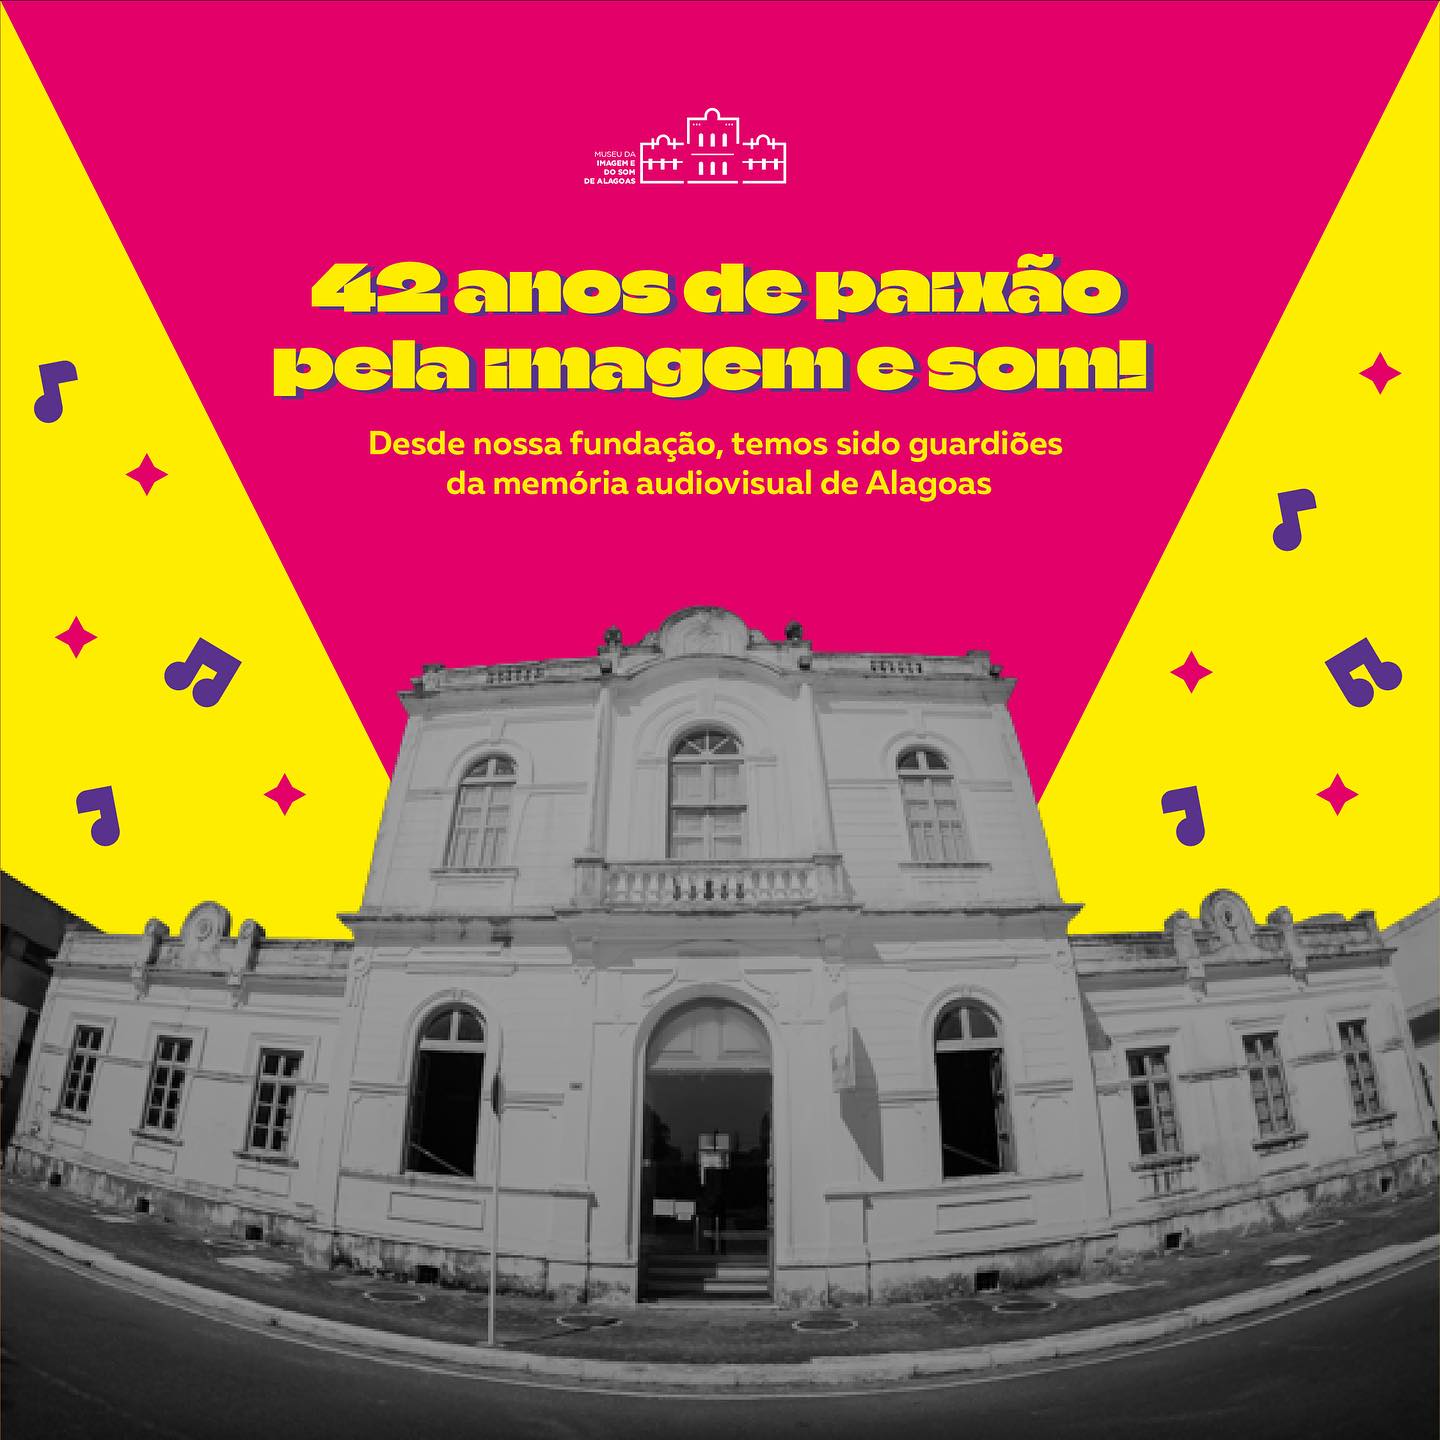 MUSEU DA
IMAGEM E
DO SOM
DE ALAGOAS
42 anos de paixão
pela imagem e som!
Desde nossa fundação, temos sido guardiões
da memória audiovisual de Alagoas